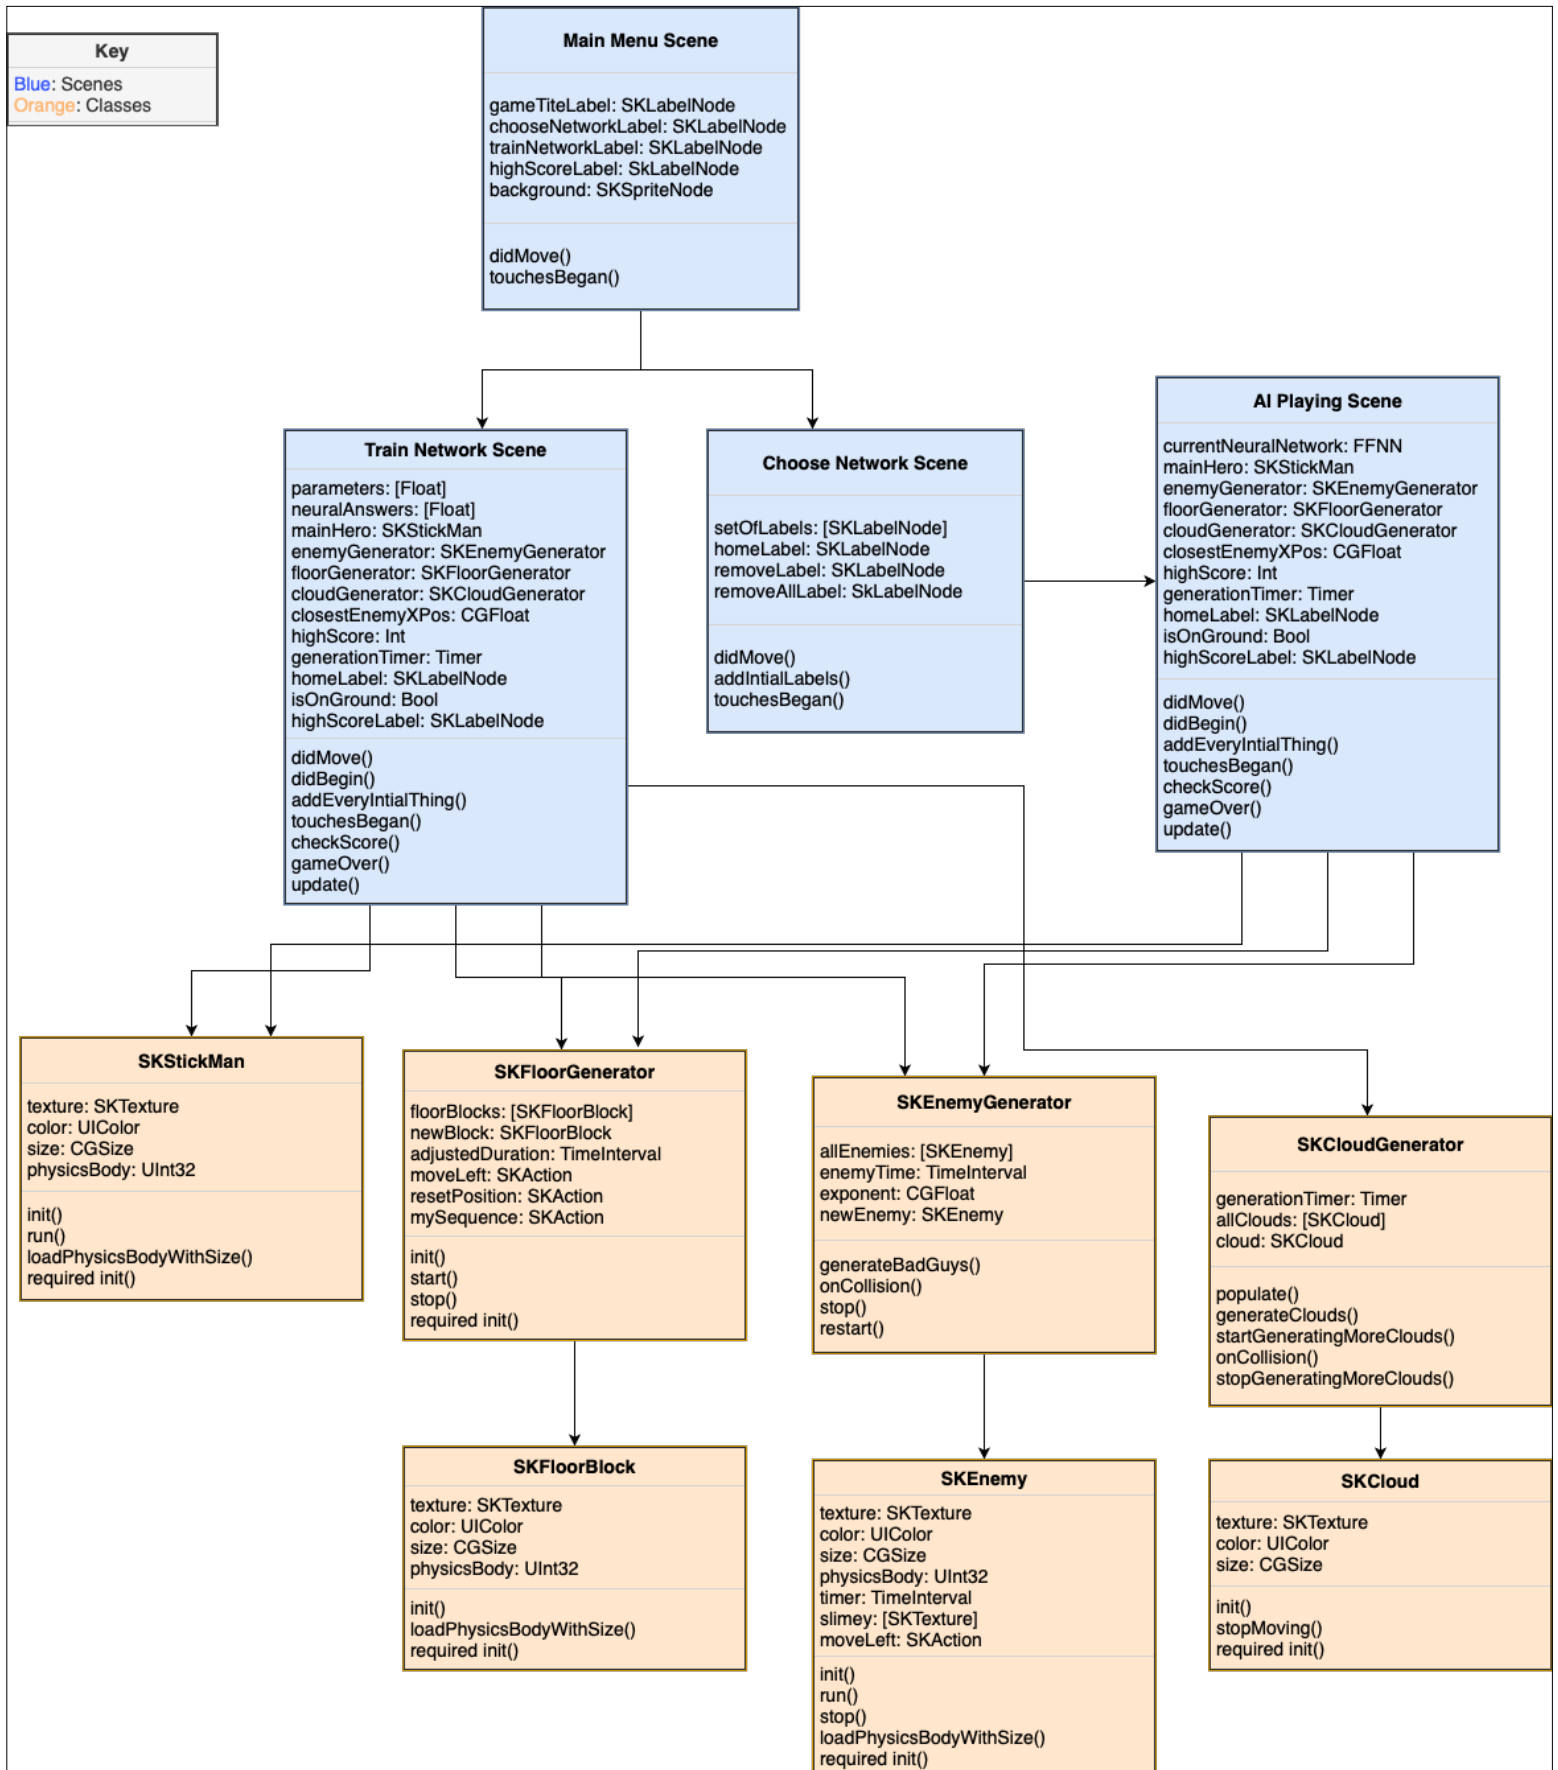 Key
Blue: Scenes
Orange: Classes
Main Menu Scene
gameTiteLabel: SKLabelNode
chooseNetworkLabel: SKLabelNode
trainNetworkLabel: SKLabelNode
highScoreLabel: SkLabelNode
background: SKSpriteNode
didMove()
touchesBegan()
Train Network Scene
parameters: [Float]
neuralAnswers: [Float]
mainHero: SKStickMan
enemyGenerator: SKEnemyGenerator
floorGenerator: SKFloorGenerator
cloudGenerator: SKCloudGenerator
closestEnemyXPos: CGFloat
highScore: Int
generationTimer: Timer
homeLabel: SKLabelNode
isOnGround: Bool
highScoreLabel: SKLabelNode
didMove()
didBegin()
addEveryIntialThing()
touchesBegan()
checkScore()
gameOver()
update()
Choose Network Scene
setOfLabels: [SKLabelNode]
homeLabel: SKLabelNode
removeLabel: SKLabelNode
removeAllLabel: SkLabelNode
didMove()
addIntialLabels()
touchesBegan()
AI Playing Scene
currentNeuralNetwork: FFNN
mainHero: SKStickMan
enemyGenerator: SKEnemyGenerator
floorGenerator: SKFloorGenerator
cloudGenerator: SKCloudGenerator
closestEnemyXPos: CGFloat
highScore: Int
generationTimer: Timer
homeLabel: SKLabelNode
isOnGround: Bool
highScoreLabel: SKLabelNode
didMove()
didBegin()
addEveryIntialThing()
touchesBegan()
checkScore()
gameOver()
update()
SKStickMan
texture: SKTexture
color: UIColor
size: CGSize
physicsBody: UInt32
init()
run()
loadPhysicsBodyWithSize()
required init()
SKFloorGenerator
floorBlocks: [SKFloorBlock]
newBlock: SKFloorBlock
adjustedDuration: TimeInterval
moveLeft: SKAction
resetPosition: SKAction
mySequence: SKAction
init()
start()
stop()
required init()
SKEnemyGenerator
allEnemies: [SKEnemy]
enemyTime: TimeInterval
exponent: CGFloat
newEnemy: SKEnemy
generateBadGuys()
onCollision()
stop()
restart()
SKCloudGenerator
generationTimer: Timer
allClouds: [SKCloud]
cloud: SKCloud
populate()
generateClouds()
startGeneratingMoreClouds()
onCollision()
stopGeneratingMoreClouds()
SKFloorBlock
texture: SKTexture
color: UIColor
size: CGSize
physicsBody: UInt32
init()
loadPhysicsBodyWithSize()
required init()
SKEnemy
texture: SKTexture
color: UIColor
size: CGSize
physicsBody: UInt32
timer: TimeInterval
slimey: [SKTexture]
moveLeft: SKAction
init()
run()
stop()
loadPhysicsBodyWithSize()
required init()
SKCloud
texture: SKTexture
color: UIColor
size: CGSize
init()
stopMoving()
required init()